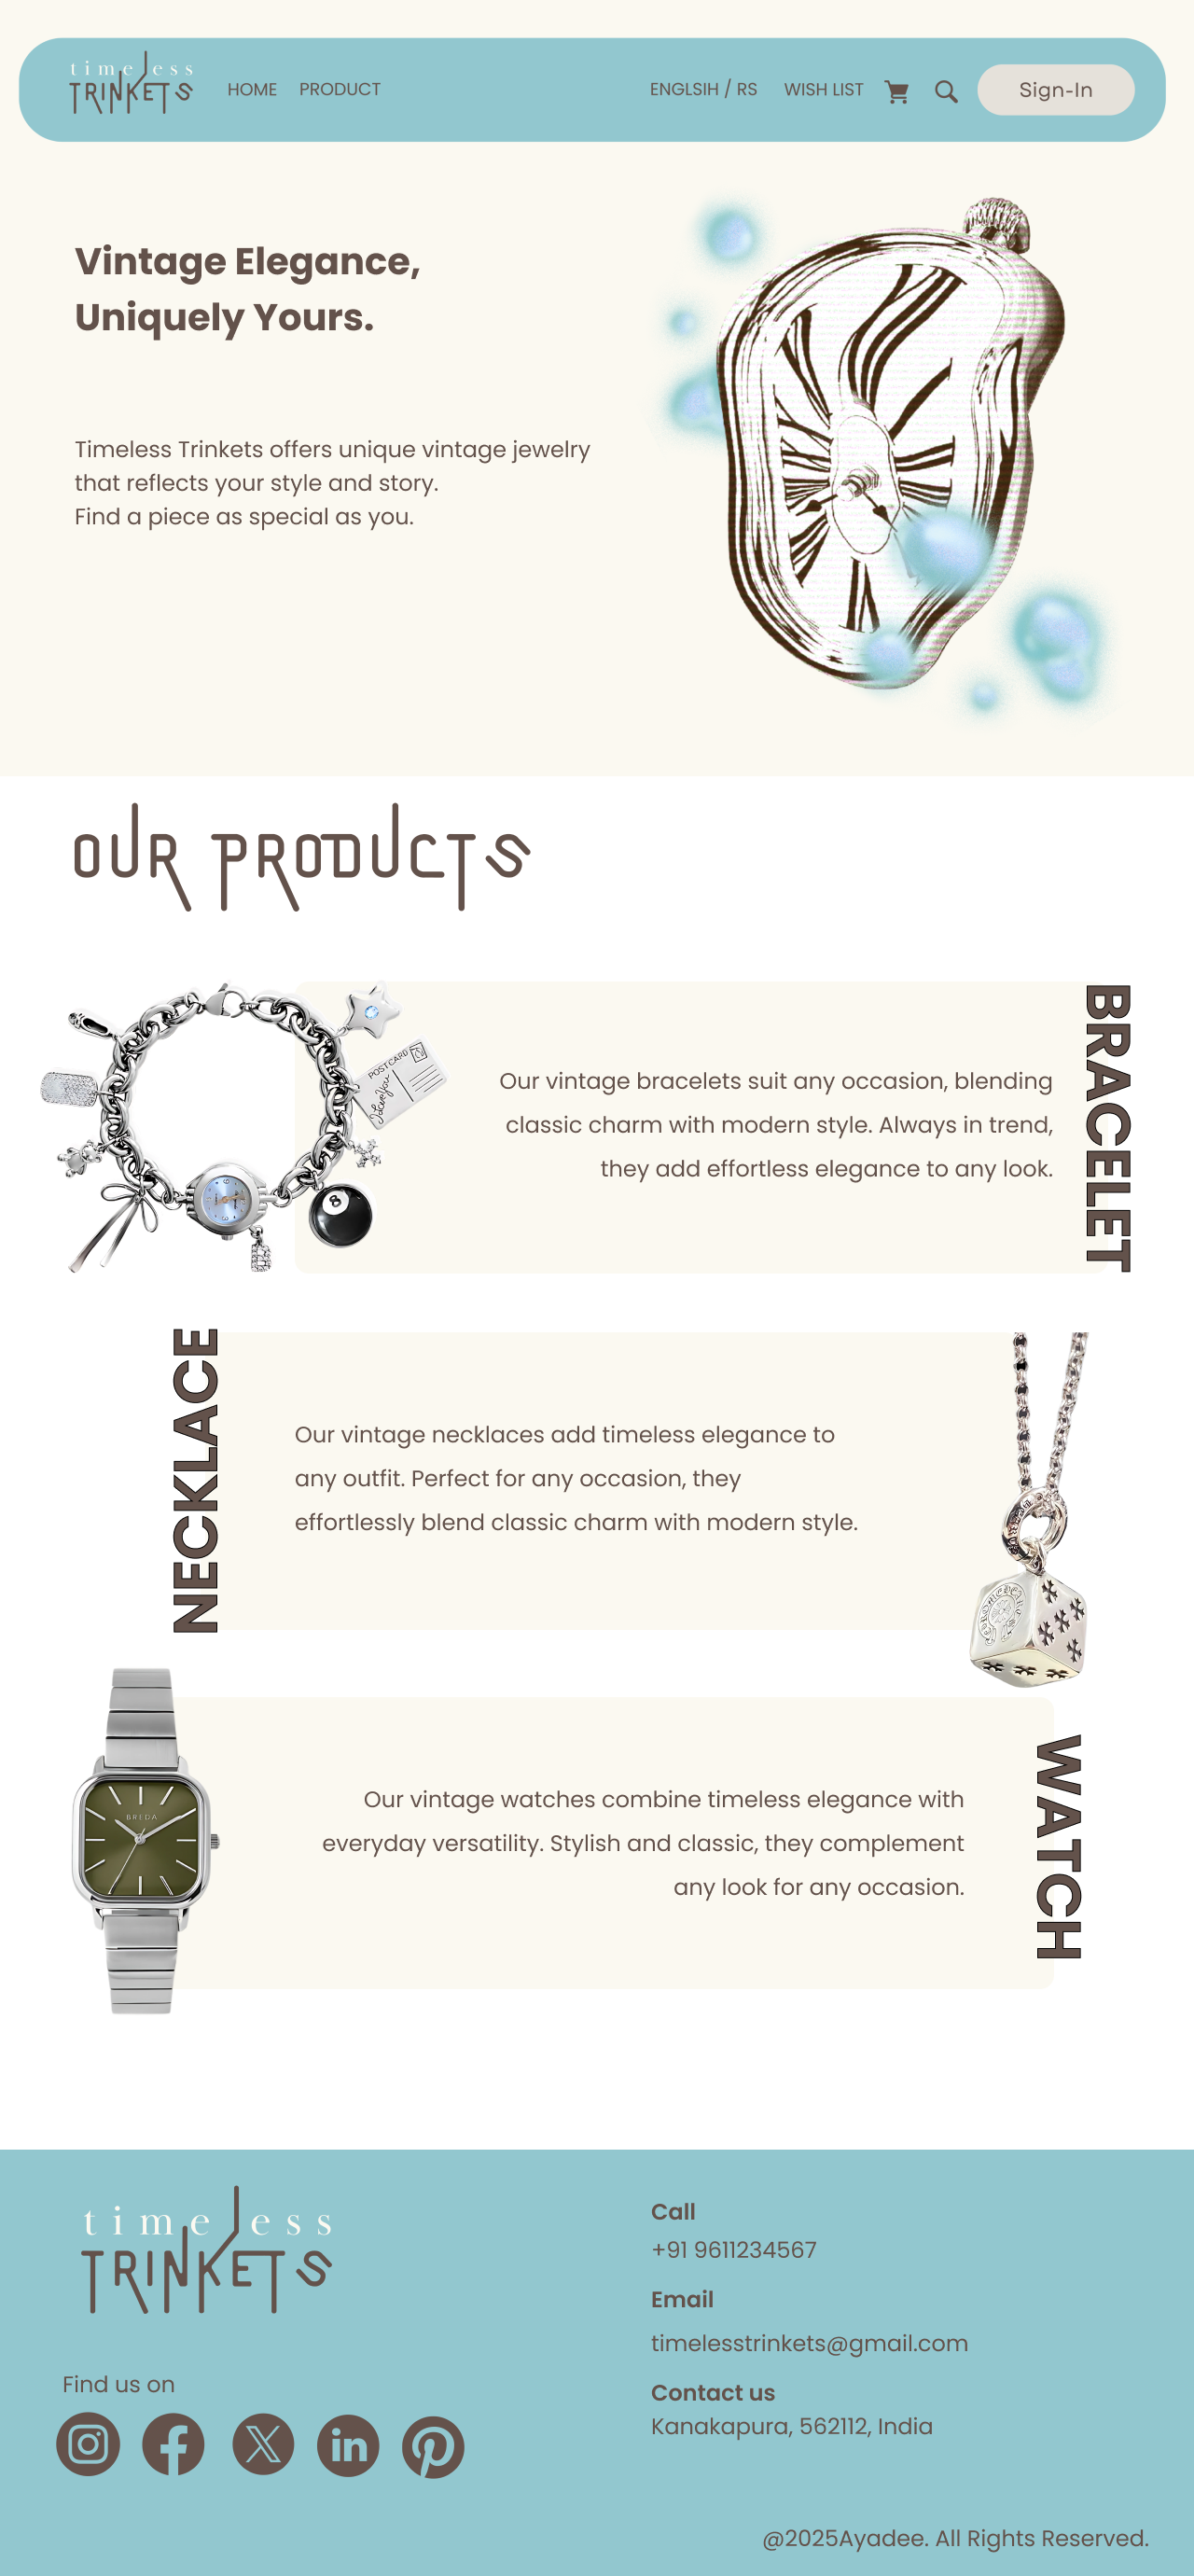 timeless
TRINKETS
HOME PRODUCT ENGLSIH / RS WISH LIST Sign-In
Vintage Elegance,
Uniquely Yours.
Timeless Trinkets offers unique vintage jewelry
that reflects your style and story.
Find a piece as special as you.
OUR PRODUCTS
POSTCARD
I Love You
8
B
Our vintage bracelets suit any occasion, blending
classic charm with modern style. Always in trend,
they add effortless elegance to any look.
BRACELET
NECKLACE
Our vintage necklaces add timeless elegance to
any outfit. Perfect for any occasion, they
effortlessly blend classic charm with modern style.
BREDA
Our vintage watches combine timeless elegance with
everyday versatility. Stylish and classic, they complement
any look for any occasion.
WATCH
timeless
TRINKETS
Find us on
Call
+91 9611234567
Email
timelesstrinkets@gmail.com
Contact us
Kanakapura, 562112, India
@2025Ayadee. All Rights Reserved.